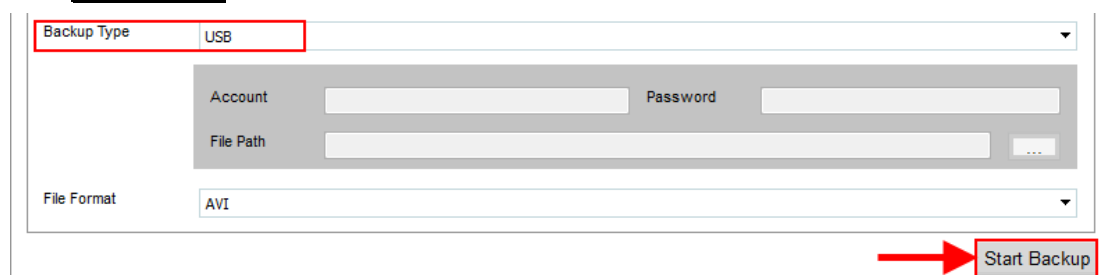 Backup Type USB
Account Password
File Path ...
File Format AVI
Start Backup